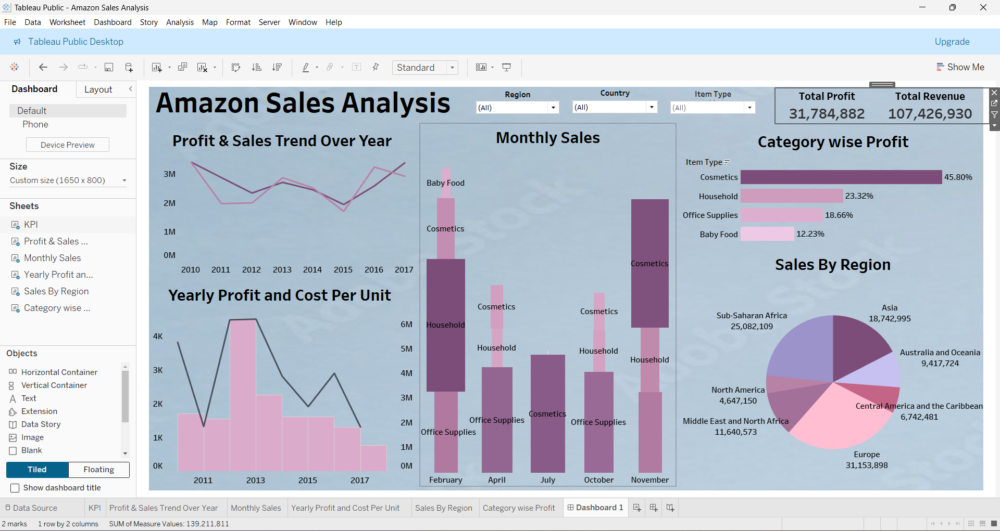 Tableau Public - Amazon Sales Analysis
File Data Worksheet Dashboard Story Analysis Map Format Server Window Help
Tableau Public Desktop
Upgrade
Standard
Show Me
Dashboard
Layout
Default
Phone
Device Preview
Size
Custom size (1650 x 800)
Sheets
KPI
Profit & Sales ...
Monthly Sales
Yearly Profit an...
Sales By Region
Category wise ...
Objects
Horizontal Container
Vertical Container
Text
Extension
Data Story
Image
Blank
Tiled
Floating
Show dashboard title
Amazon Sales Analysis
Region
(All)
Country
(All)
Item Type
(All)
Total Profit Total Revenue
31,784,882 107,426,930
Profit & Sales Trend Over Year
3M
2M
1M
0M
2010 2011 2012 2013 2014 2015 2016 2017
Yearly Profit and Cost Per Unit
4K
3K
2K
1K
0K
2011 2013 2015 2017
Monthly Sales
6M
5M
4M
3M
2M
1M
0M
Baby Food
Cosmetics
Household
Office Supplies
Cosmetics
Household
Office Supplies
Cosmetics
Cosmetics
Household
Office Supplies
Cosmetics
Household
February April July October November
Category wise Profit
Item Type
Cosmetics 45.80%
Household 23.32%
Office Supplies 18.66%
Baby Food 12.23%
Sales By Region
Asia
18,742,995
Sub-Saharan Africa
25,082,109
Australia and Oceania
9,417,724
North America
4,647,150
Central America and the Caribbean
6,742,481
Middle East and North Africa
11,640,573
Europe
31,153,898
Adobe Stock
Data Source KPI Profit & Sales Trend Over Year Monthly Sales Yearly Profit and Cost Per Unit Sales By Region Category wise Profit Dashboard 1
2 marks 1 row by 2 columns SUM of Measure Values: 139,211,811